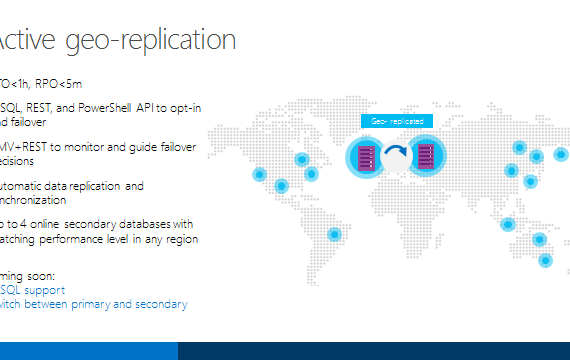 Active geo-replication
TO<1h, RPO<5m
SQL, REST, and PowerShell API to opt-in
nd failover
MV+REST to monitor and guide failover
ecisions
utomatic data replication and
nchronization
p to 4 online secondary databases with
atching performance level in any region
ming soon:
SQL support
witch between primary and secondary
Geo- replicated